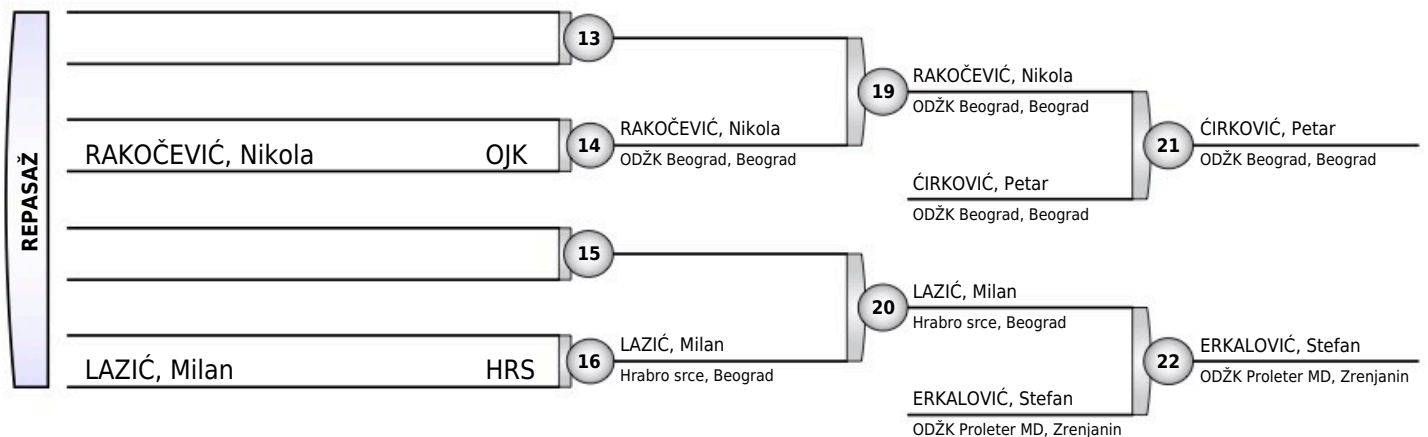 REPASAŽ
13
RAKOČEVIĆ, Nikola OJK
14
RAKOČEVIĆ, Nikola
ODŽK Beograd, Beograd
15
LAZIĆ, Milan HRS
16
LAZIĆ, Milan
Hrabro srce, Beograd
19
RAKOČEVIĆ, Nikola
ODŽK Beograd, Beograd
ĆIRKOVIĆ, Petar
ODŽK Beograd, Beograd
20
LAZIĆ, Milan
Hrabro srce, Beograd
ERKALOVIĆ, Stefan
ODŽK Proleter MD, Zrenjanin
21
ĆIRKOVIĆ, Petar
ODŽK Beograd, Beograd
22
ERKALOVIĆ, Stefan
ODŽK Proleter MD, Zrenjanin